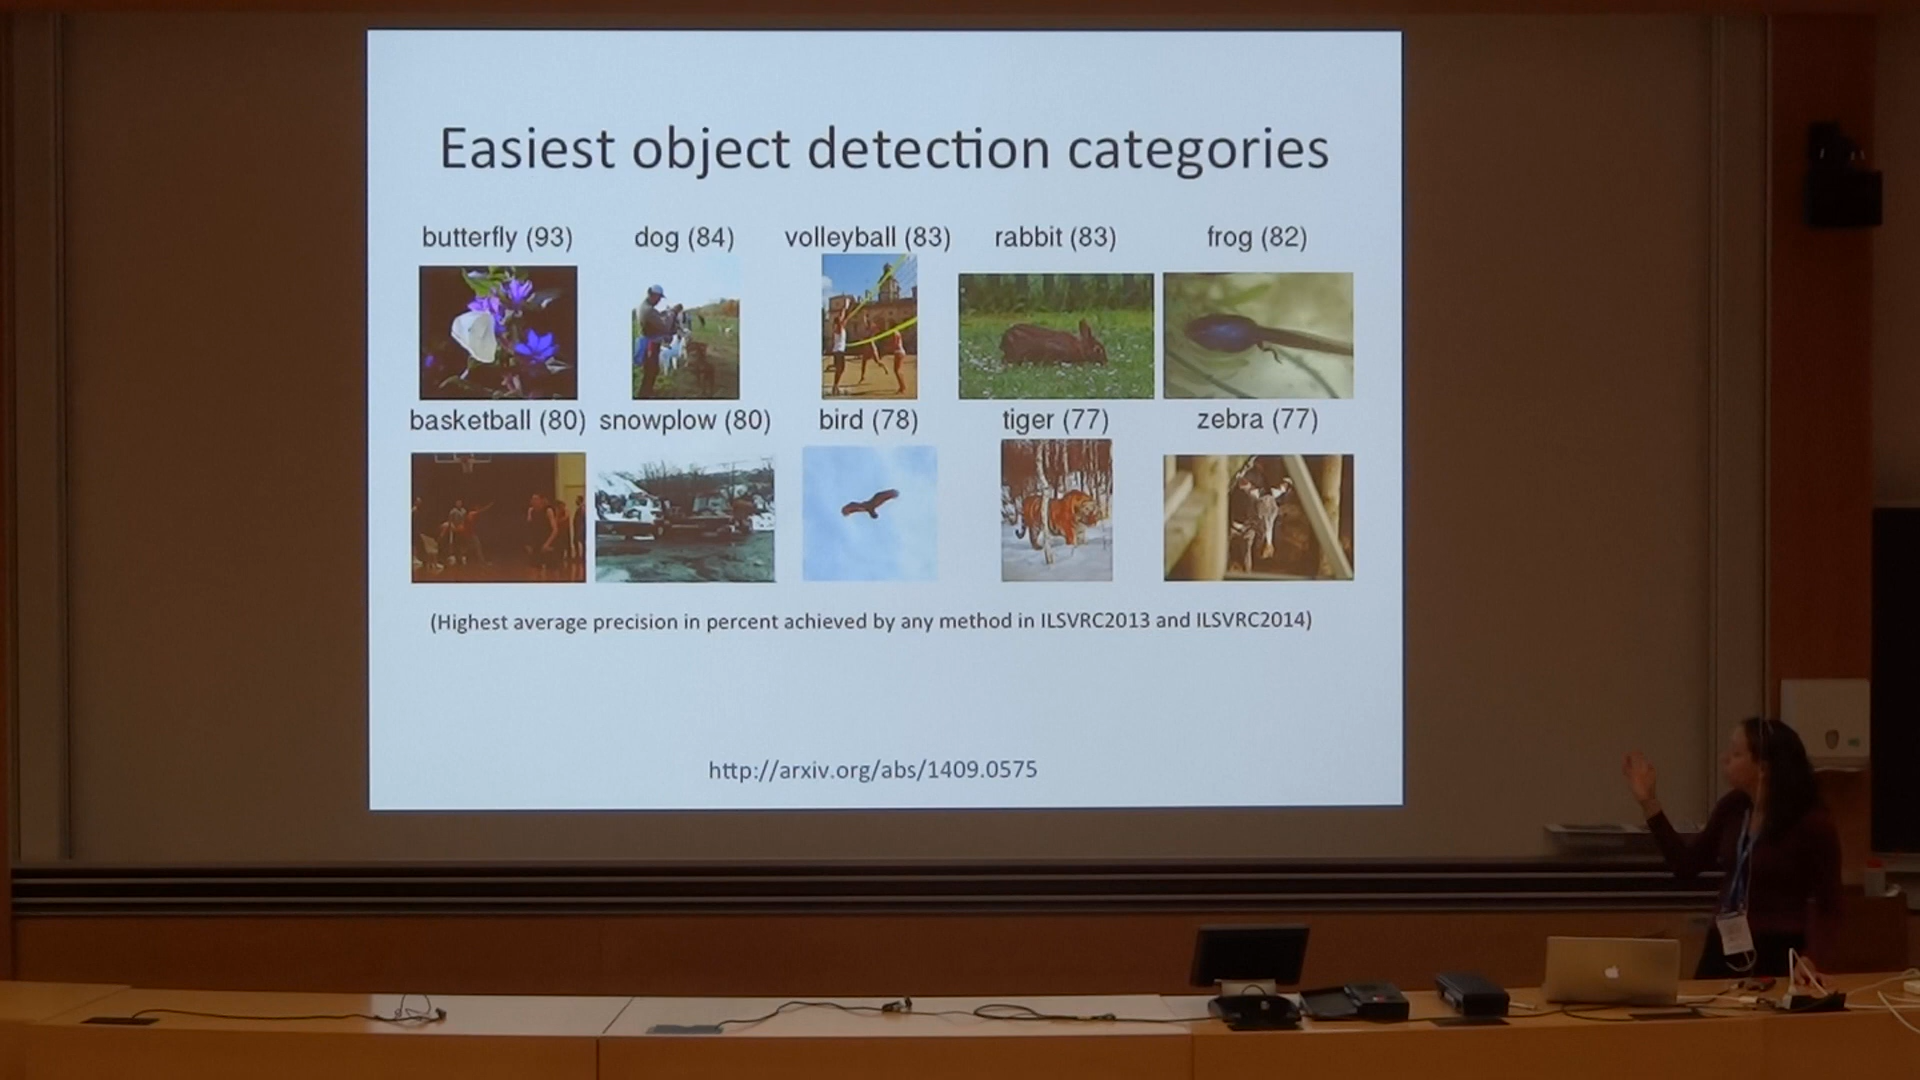 Easiest object detection categories
butterfly (93) dog (84) volleyball (83) rabbit (83) frog (82)
basketball (80) snowplow (80) bird (78) tiger (77) zebra (77)
(Highest average precision in percent achieved by any method in ILSVRC2013 and ILSVRC2014)
http://arxiv.org/abs/1409.0575